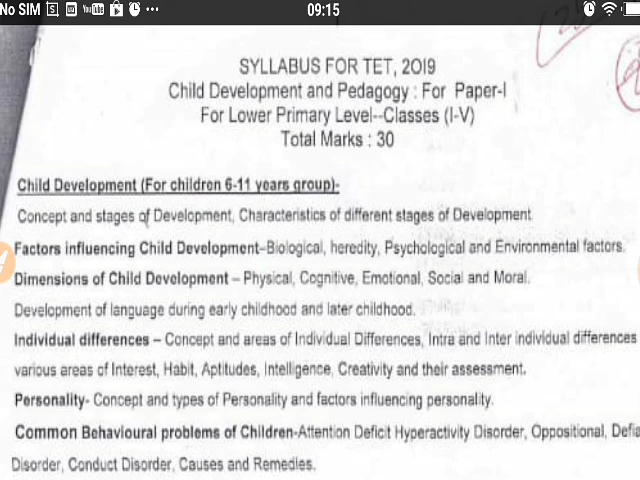 No SIM
09:15
SYLLABUS FOR TET, 2019
Child Development and Pedagogy : For Paper-I
For Lower Primary Level--Classes (I-V)
Total Marks : 30
Child Development (For children 6-11 years group)-
Concept and stages of Development, Characteristics of different stages of Development
Factors influencing Child Development–Biological, heredity, Psychological and Environmental factors.
Dimensions of Child Development – Physical, Cognitive, Emotional, Social and Moral.
Development of language during early childhood and later childhood.
Individual differences – Concept and areas of Individual Differences, Intra and Inter individual differences
various areas of Interest, Habit, Aptitudes, Intelligence, Creativity and their assessment.
Personality- Concept and types of Personality and factors influencing personality.
Common Behavioural problems of Children-Attention Deficit Hyperactivity Disorder, Oppositional, Defia
Disorder, Conduct Disorder, Causes and Remedies.